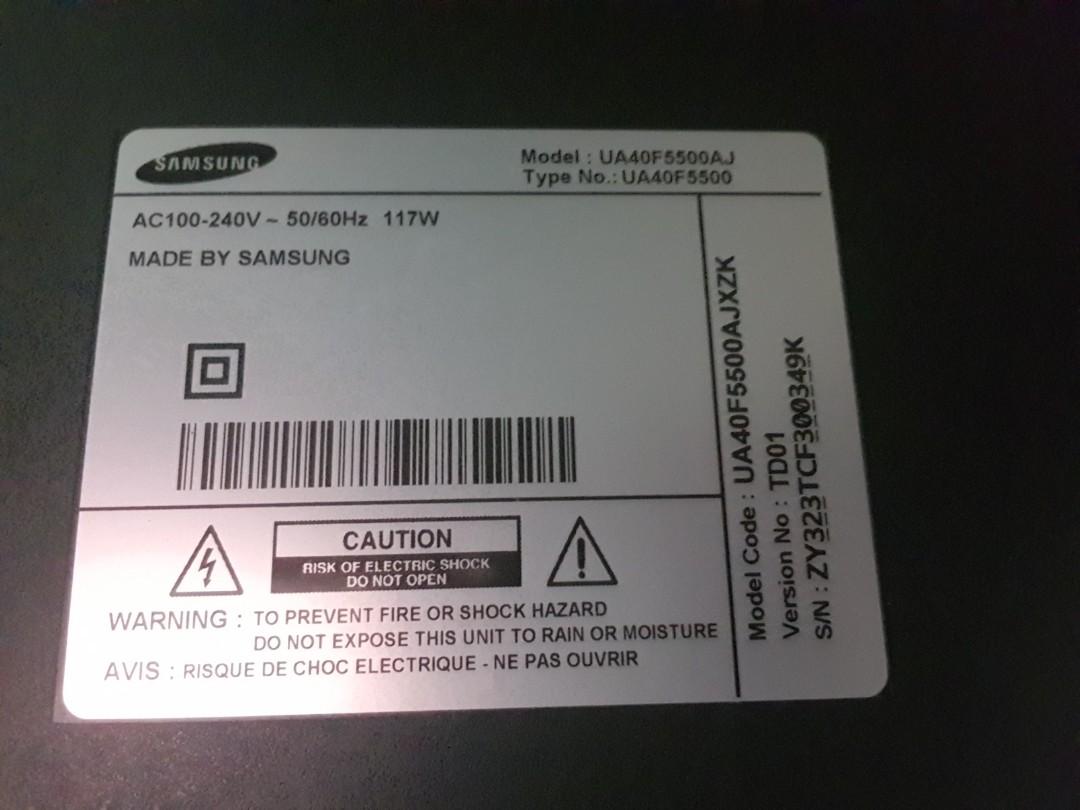 SAMSUNG
Model : UA40F5500AJ
Type No.: UA40F5500
AC100-240V ~ 50/60Hz 117W
MADE BY SAMSUNG
CAUTION
RISK OF ELECTRIC SHOCK
DO NOT OPEN
WARNING : TO PREVENT FIRE OR SHOCK HAZARD
DO NOT EXPOSE THIS UNIT TO RAIN OR MOISTURE
AVIS : RISQUE DE CHOC ELECTRIQUE - NE PAS OUVRIR
Model Code : UA40F5500AJXZK
Version No : TD01
S/N : ZY323TCF300349K